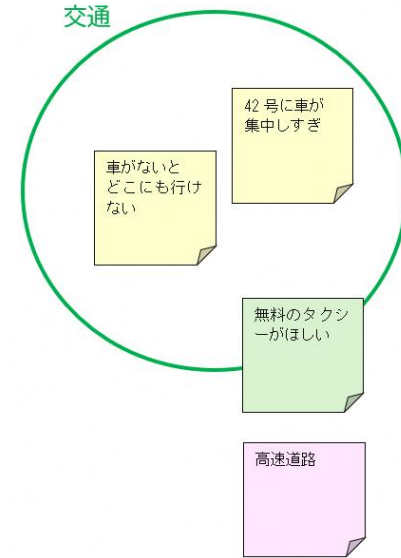 交通
42号に車が
集中しすぎ
車がないと
どこにも行け
ない
無料のタクシ
ーがほしい
高速道路